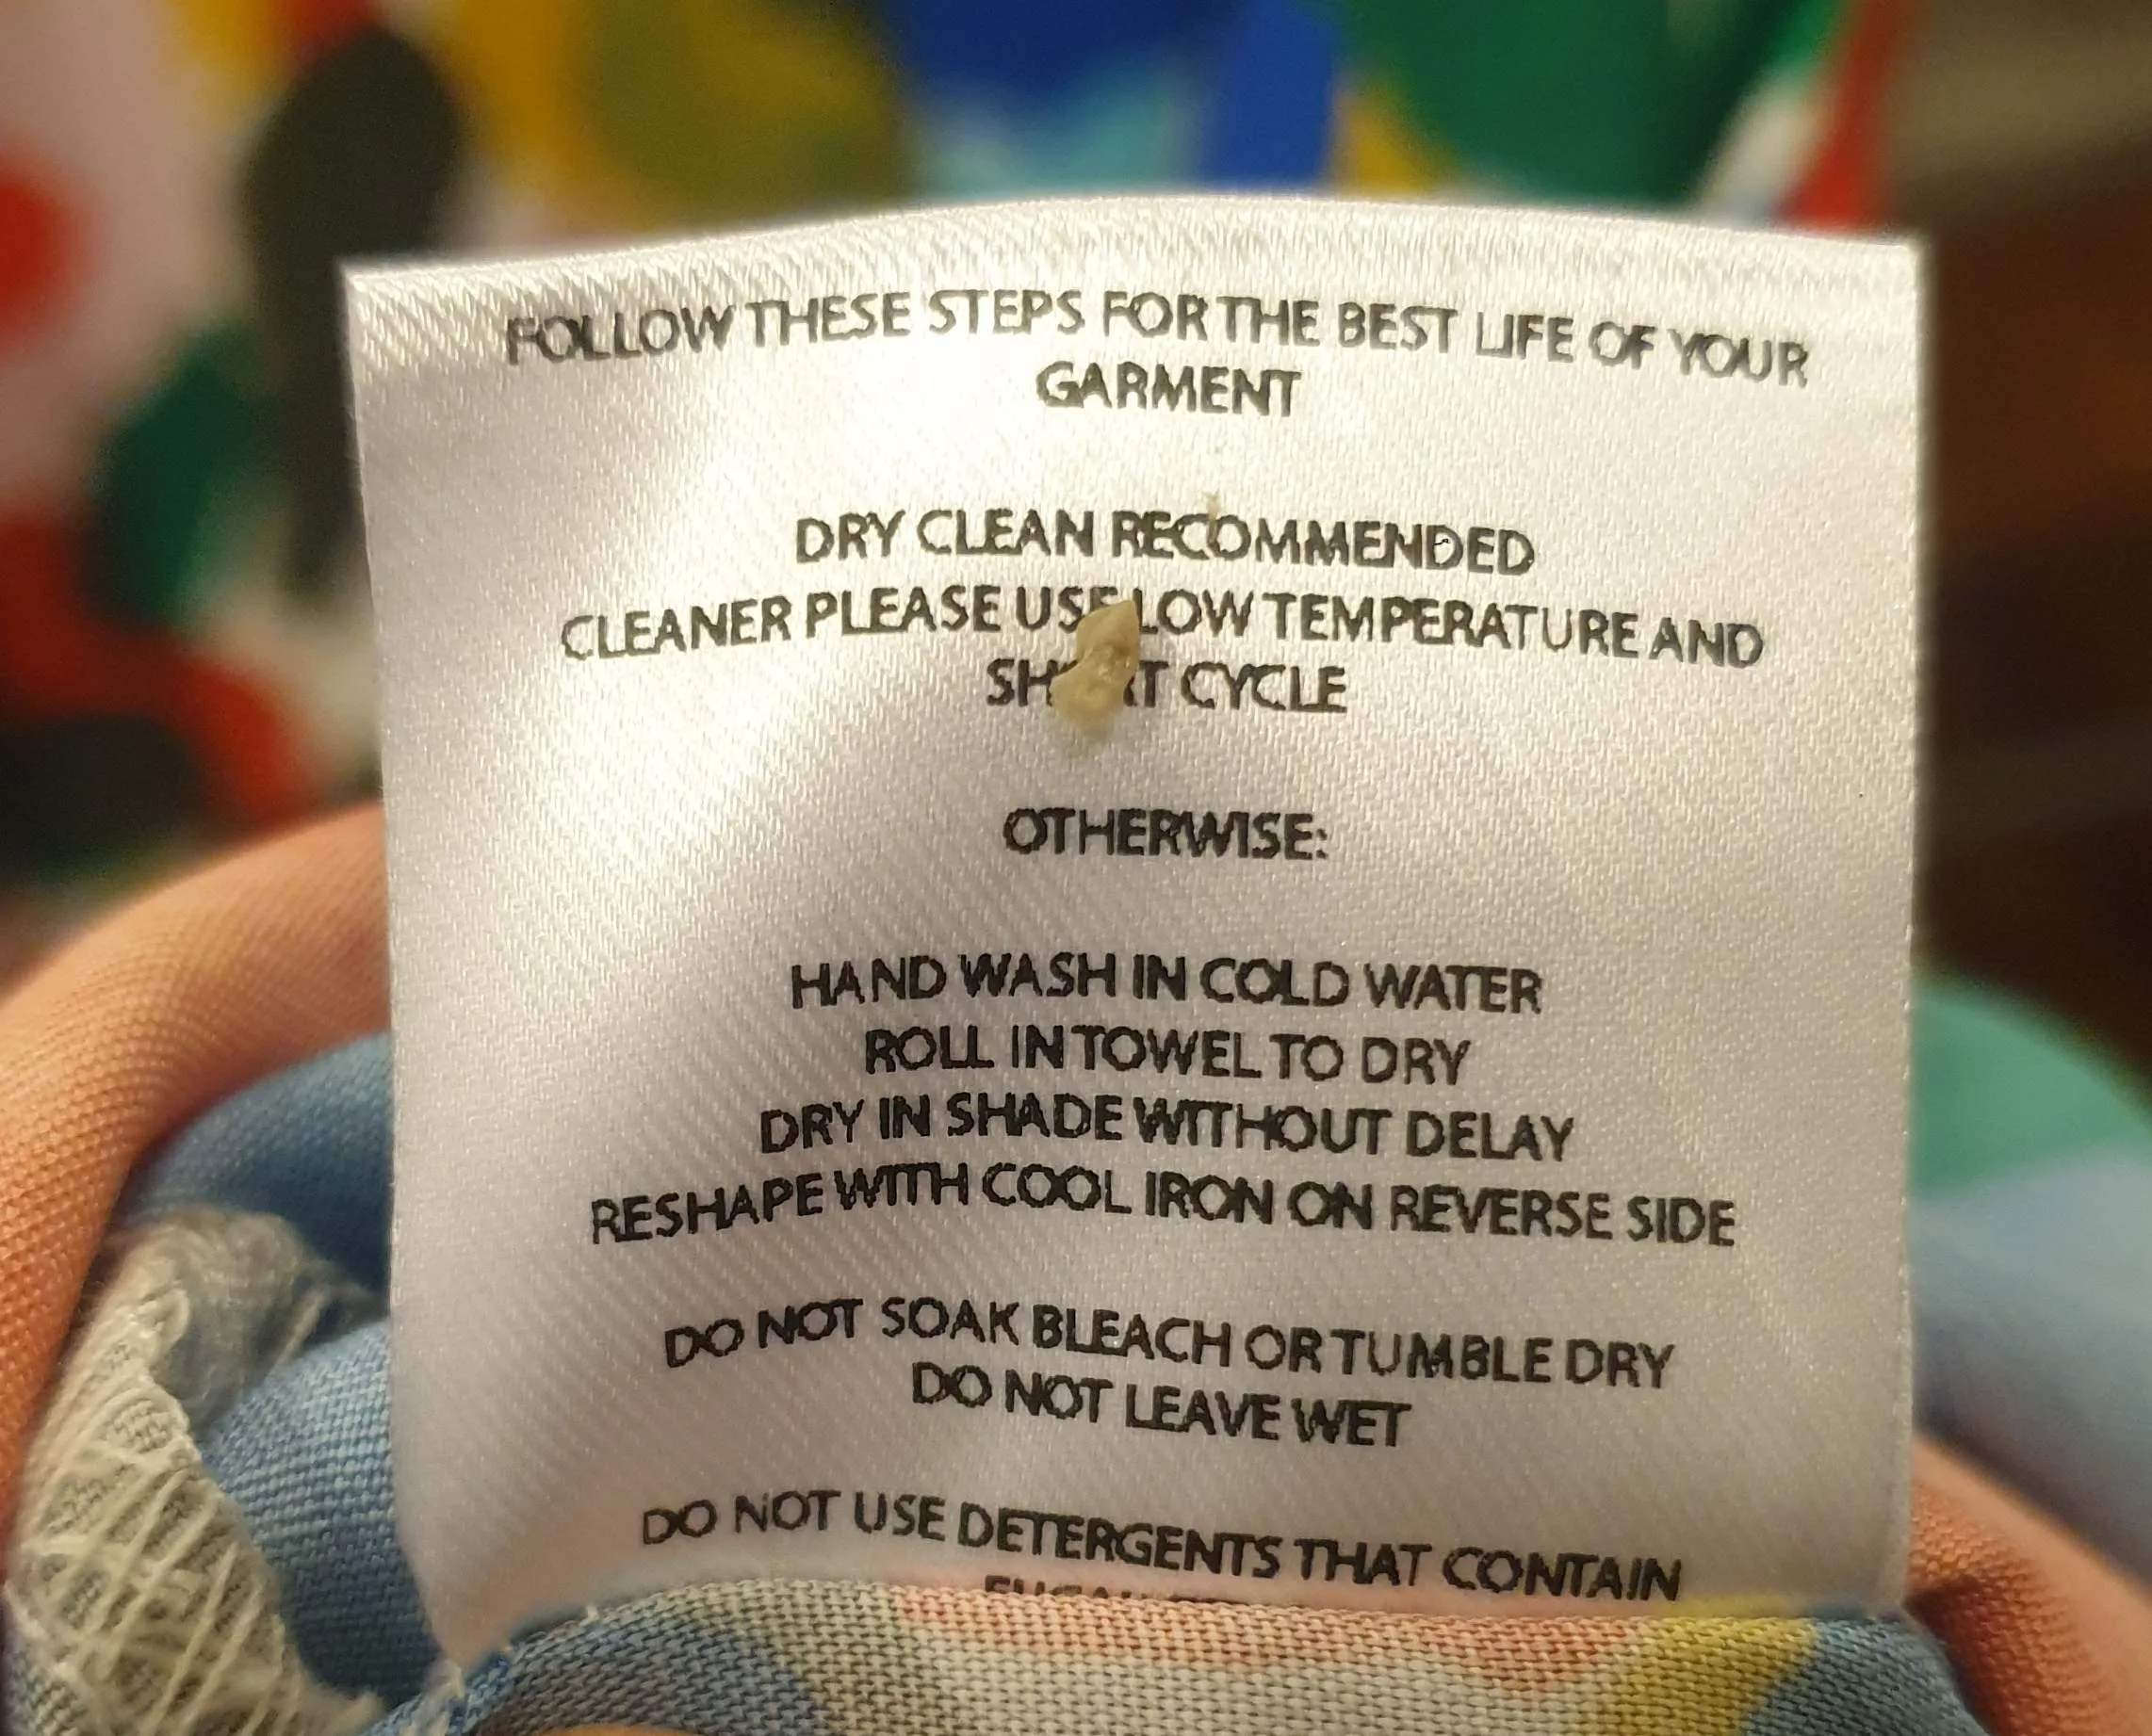 FOLLOW THESE STEPS FOR THE BEST LIFE OF YOUR
GARMENT
DRY CLEAN RECOMMENDED
CLEANER PLEASE USE LOW TEMPERATURE AND
SHORT CYCLE
OTHERWISE:
HAND WASH IN COLD WATER
ROLL IN TOWEL TO DRY
DRY IN SHADE WITHOUT DELAY
RESHAPE WITH COOL IRON ON REVERSE SIDE
DO NOT SOAK BLEACH OR TUMBLE DRY
DO NOT LEAVE WET
DO NOT USE DETERGENTS THAT CONTAIN